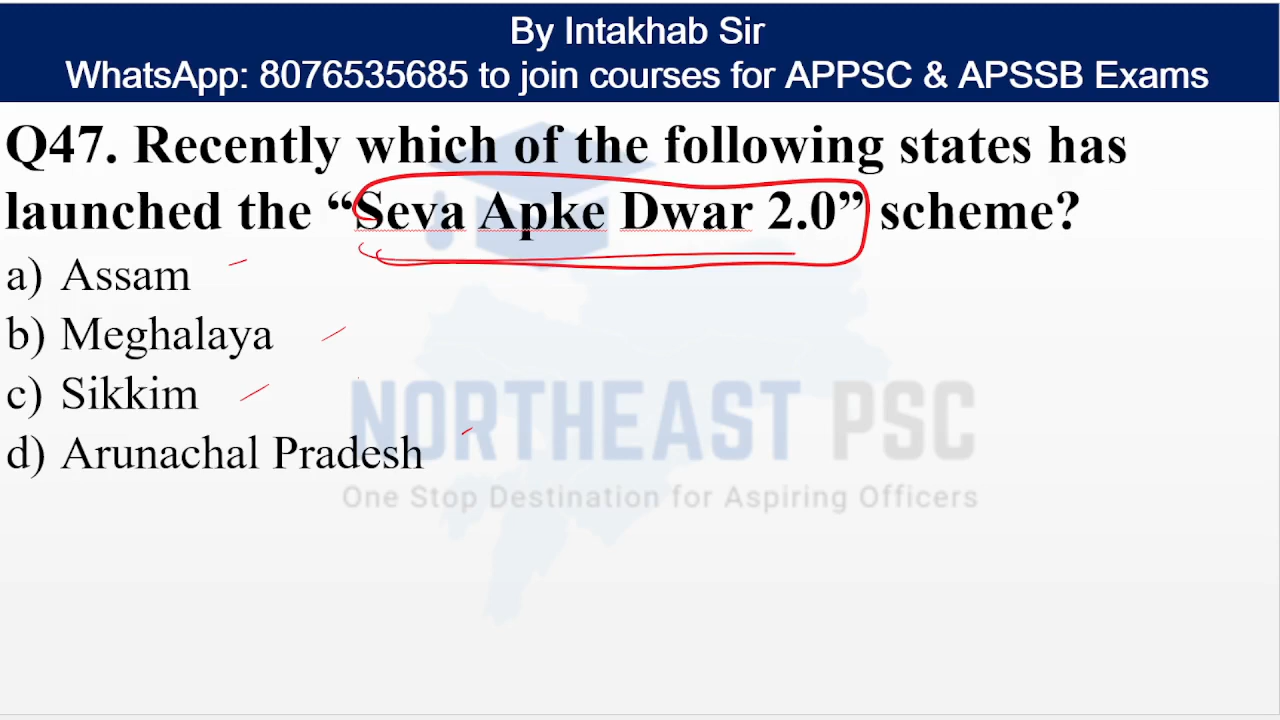 By Intakhab Sir
WhatsApp: 8076535685 to join courses for APPSC & APSSB Exams
Q47. Recently which of the following states has
launched the “Seva Apke Dwar 2.0” scheme?
a) Assam
b) Meghalaya
c) Sikkim
d) Arunachal Pradesh
NORTHEAST PSC
One Stop Destination for Aspiring Officers